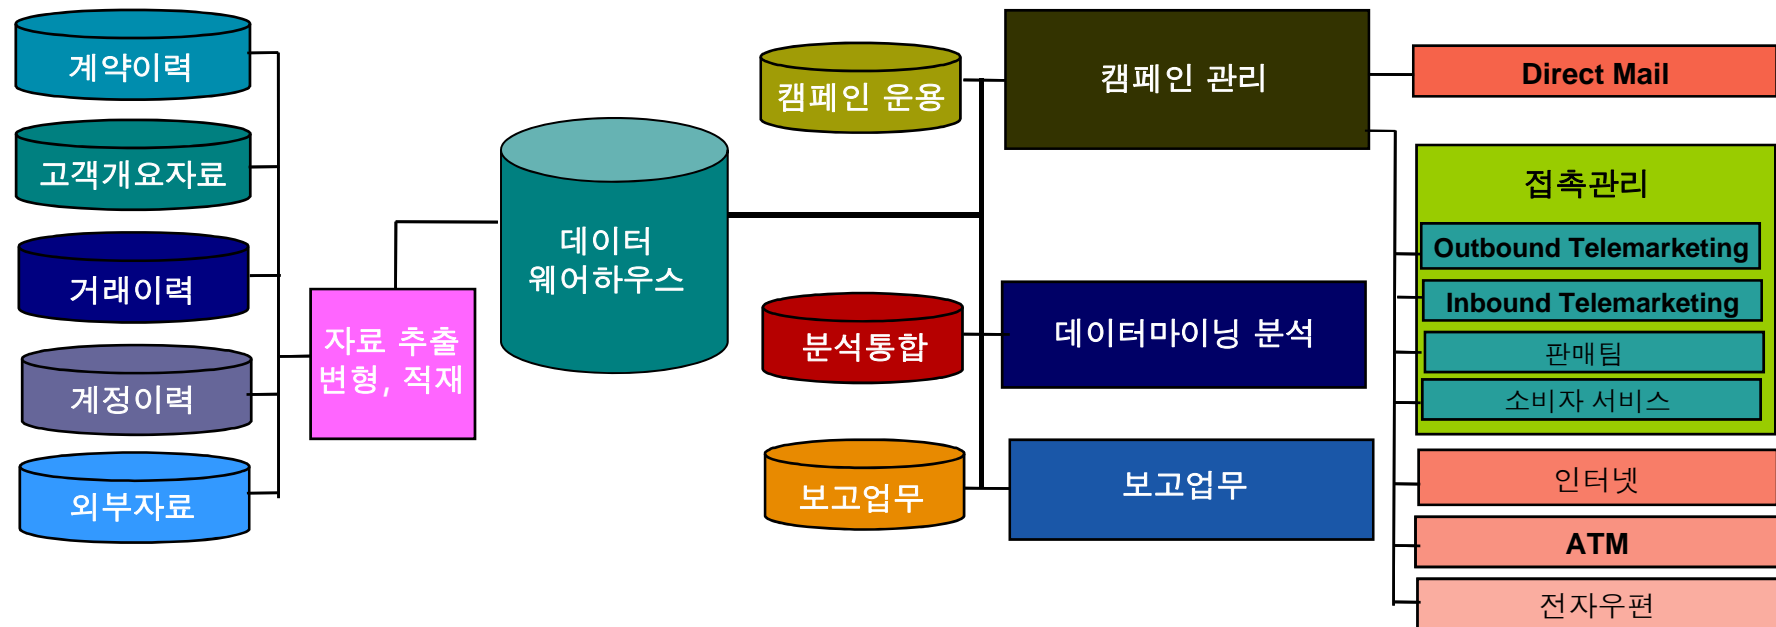 계약이력
고객개요자료
거래이력
계정이력
외부자료
자료 추출
변형, 적재
데이터
웨어하우스
캠페인 운용
분석통합
보고업무
캠페인 관리
데이터마이닝 분석
보고업무
Direct Mail
접촉관리
Outbound Telemarketing
Inbound Telemarketing
판매팀
소비자 서비스
인터넷
ATM
전자우편